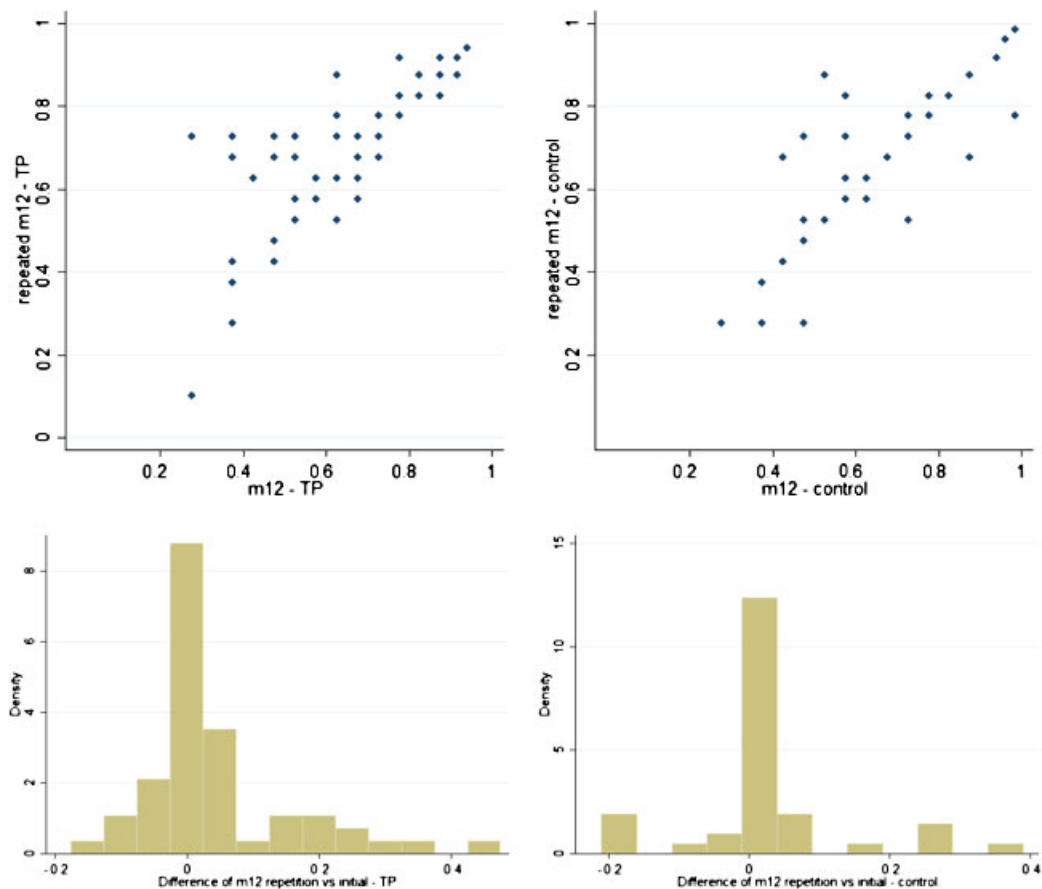 1
0.8
0.6
0.4
0.2
0
repeated m12 - TP
0.2 0.4 0.6 0.8 1
m12 - TP
1
0.8
0.6
0.4
0.2
repeated m12 - control
0.2 0.4 0.6 0.8 1
m12 - control
8
6
4
2
0
Density
-0.2 0 0.2 0.4
Difference of m12 repetition vs initial - TP
15
10
5
0
Density
-0.2 0 0.2 0.4
Difference of m12 repetition vs initial - control